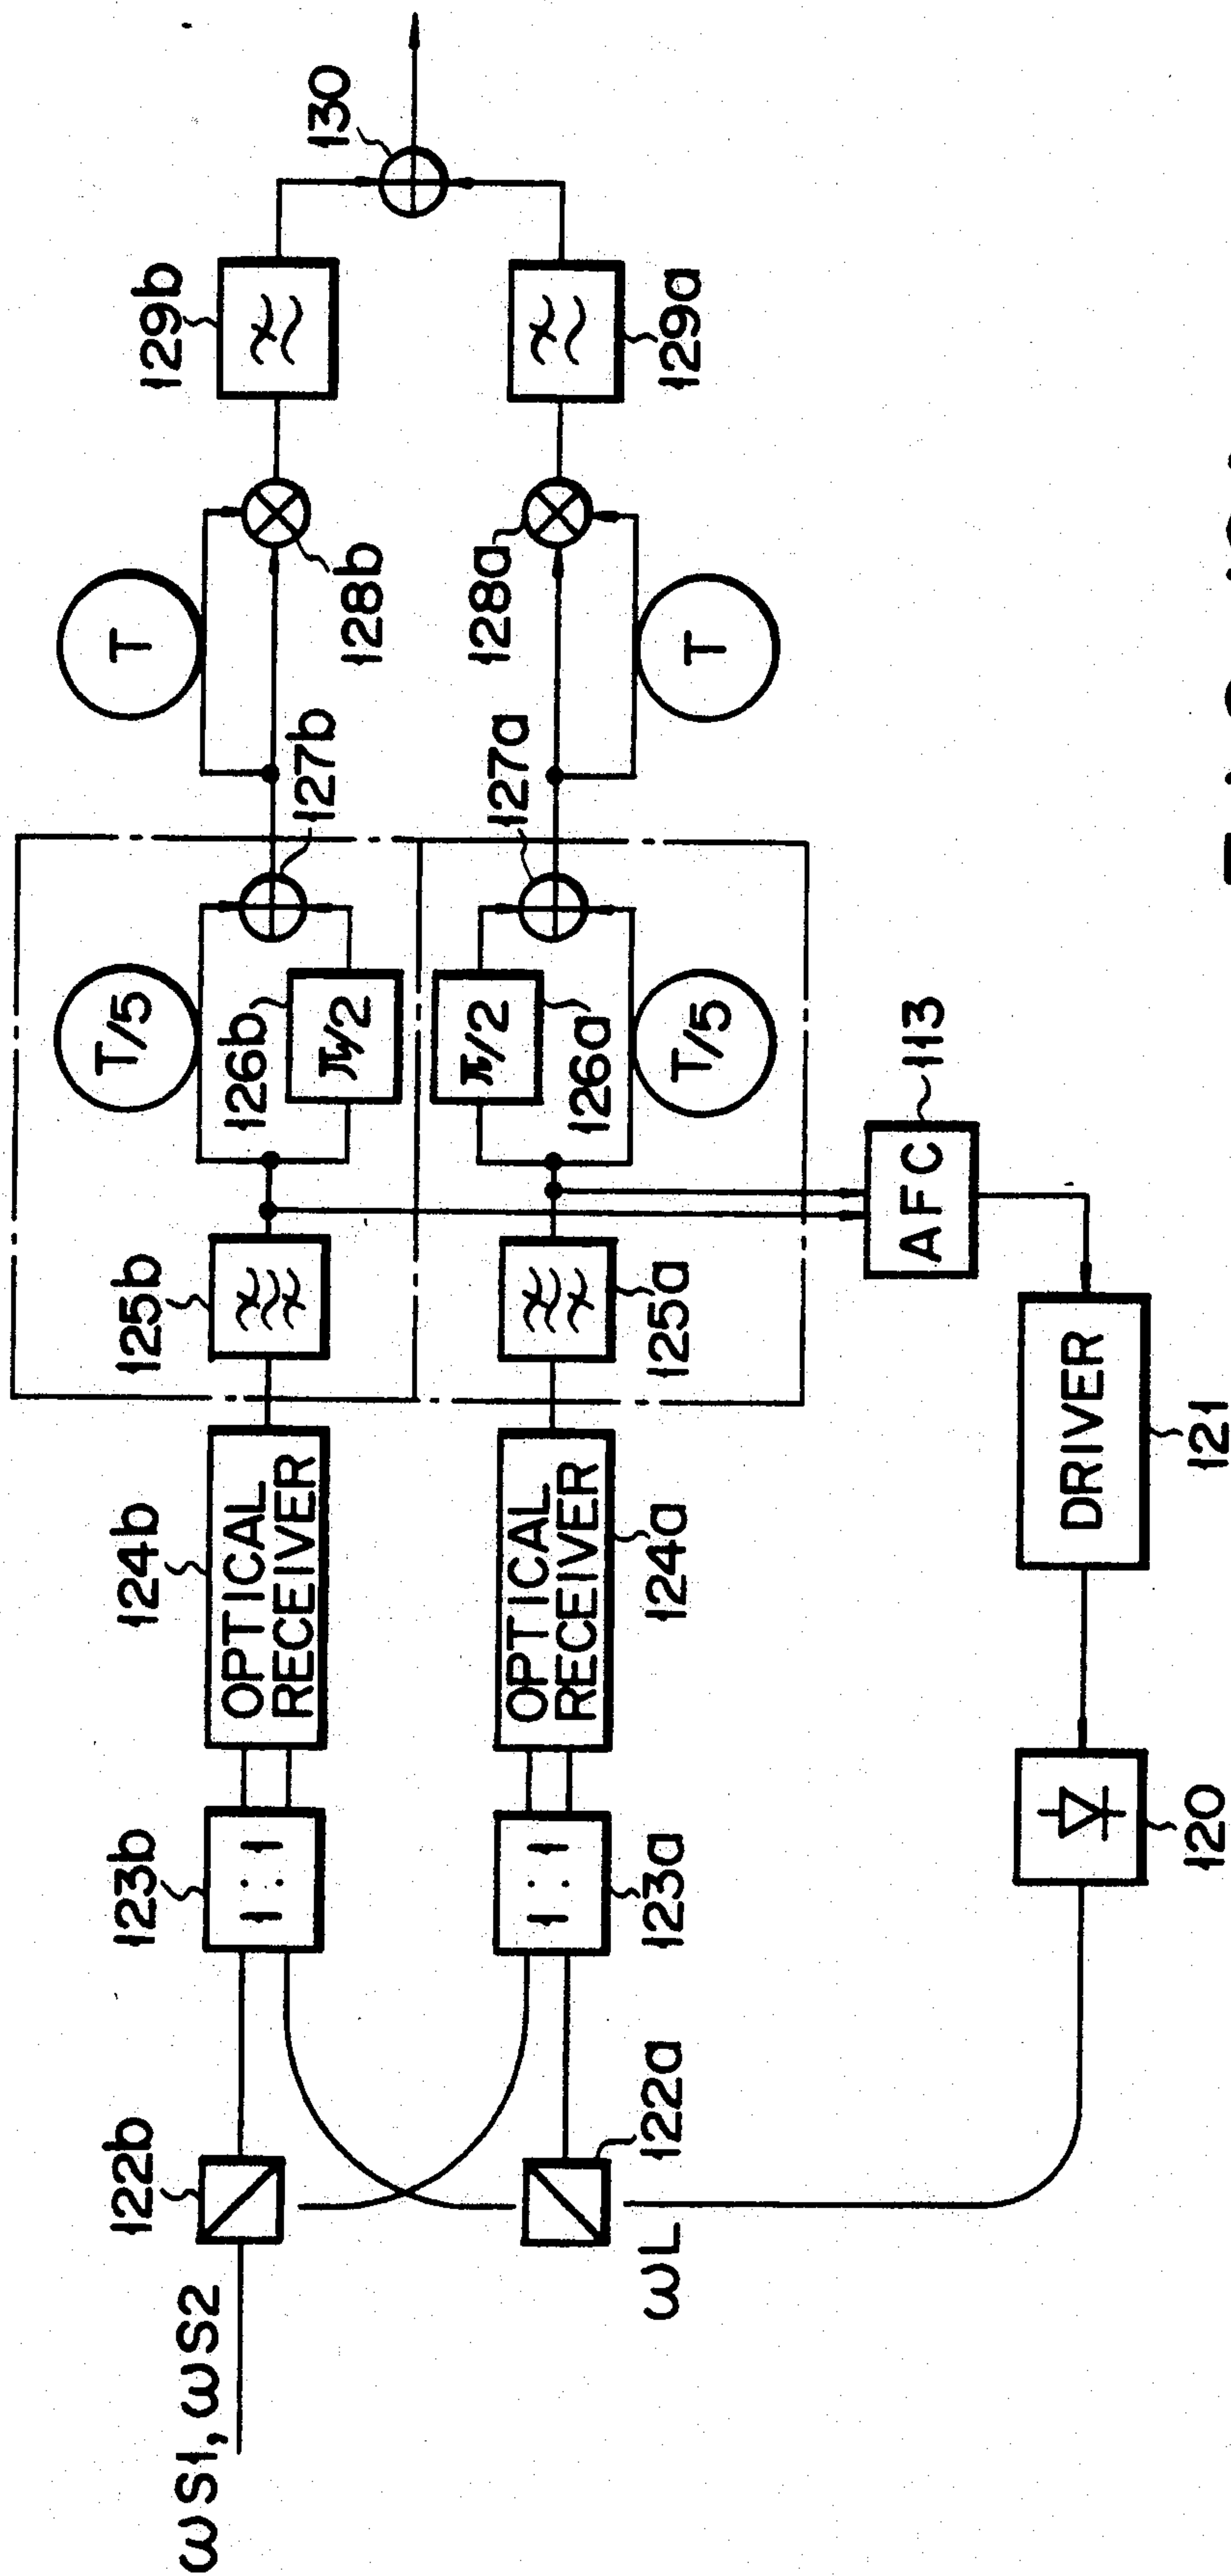 ωS1, ωS2
122b
123b
124b
125b
126b
127b
128b
129b
130
1:1
OPTICAL
RECEIVER
T/5
π/2
T
ωL
122a
123a
124a
125a
126a
127a
128a
129a
1:1
OPTICAL
RECEIVER
π/2
T/5
T
AFC
113
DRIVER
121
120